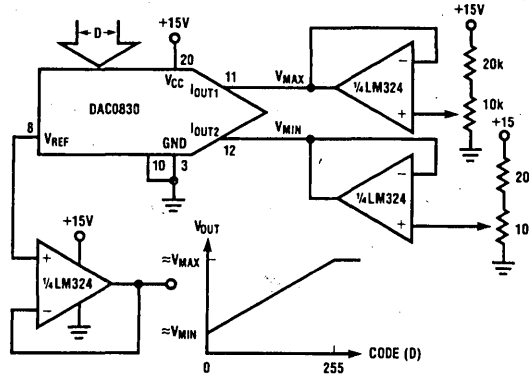 +15V
D
+15V
20
VCC
11
IOUT1
VMAX
¼LM324
−
+
20k
10k
DAC0830
8
VREF
IOUT2
12
VMIN
GND
10
3
+15
¼LM324
−
+
20
10
+15V
+
¼LM324
−
VOUT
≈VMAX
≈VMIN
0
255
CODE (D)